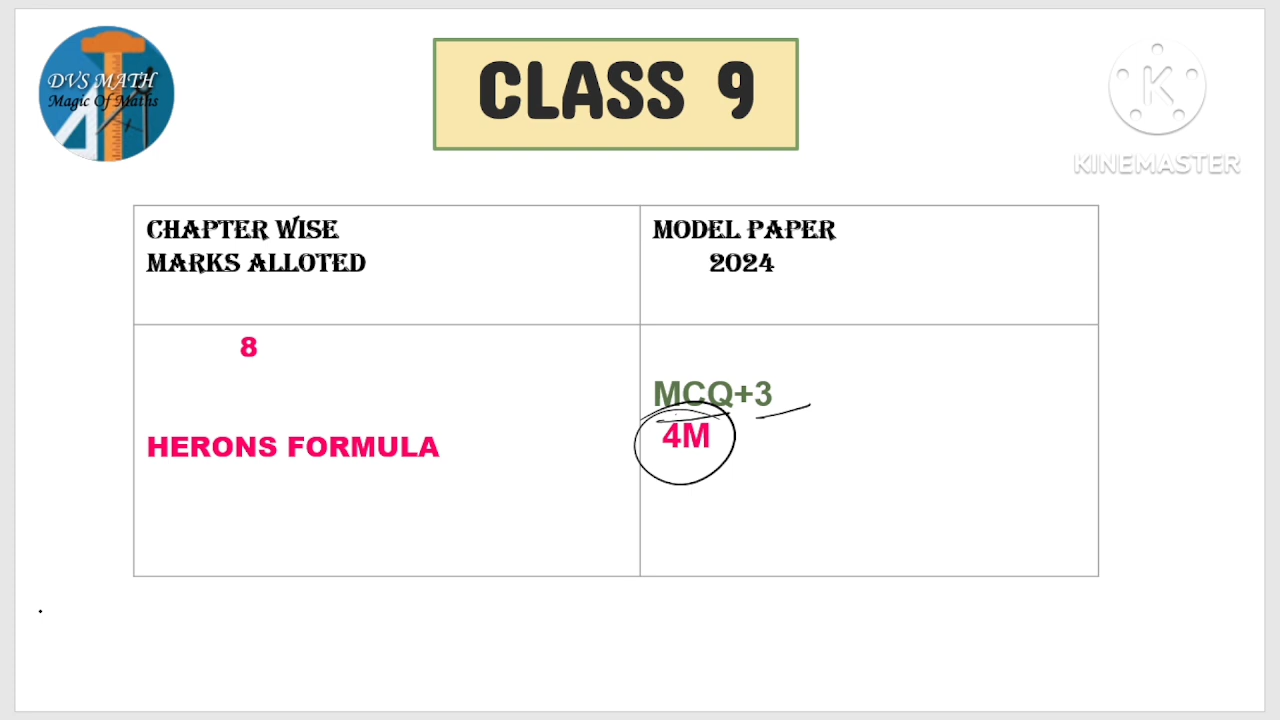 DVS MATH
Magic Of Maths
CLASS 9
K
KINEMASTER
CHAPTER WISE
MARKS ALLOTED
MODEL PAPER
2024
8
HERONS FORMULA
MCQ+3
4M